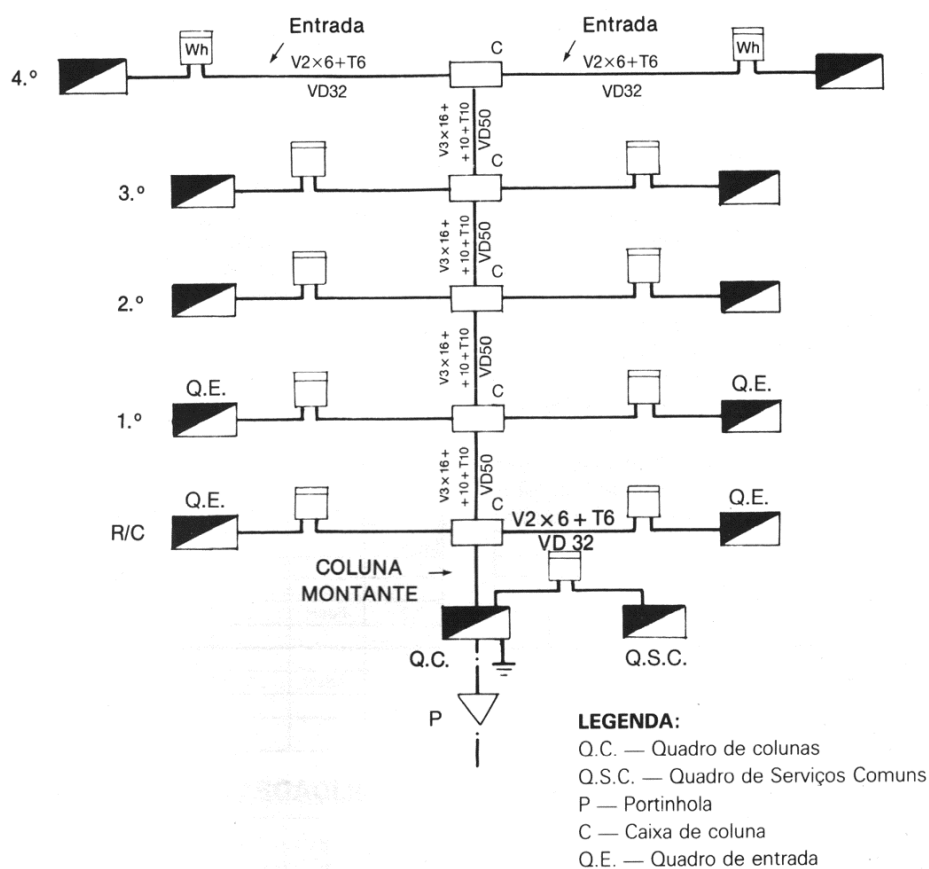 Entrada
Entrada
4.º
Wh
V2×6+T6
VD32
C
V2×6+T6
VD32
Wh
V3×16+
+10+T10
VD50
C
3.º
V3×16+
+10+T10
VD50
C
2.º
V3×16+
+10+T10
VD50
C
Q.E.
Q.E.
1.º
V3×16+
+10+T10
VD50
C
Q.E.
Q.E.
R/C
V2×6+T6
VD 32
COLUNA
MONTANTE
Q.C.
Q.S.C.
P
LEGENDA:
Q.C. — Quadro de colunas
Q.S.C. — Quadro de Serviços Comuns
P — Portinhola
C — Caixa de coluna
Q.E. — Quadro de entrada